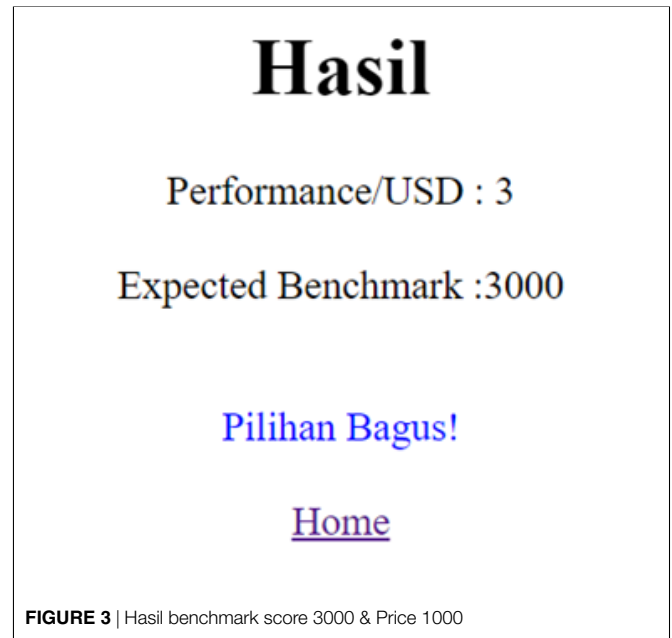 Hasil
Performance/USD : 3
Expected Benchmark :3000
Pilihan Bagus!
Home
FIGURE 3 | Hasil benchmark score 3000 & Price 1000